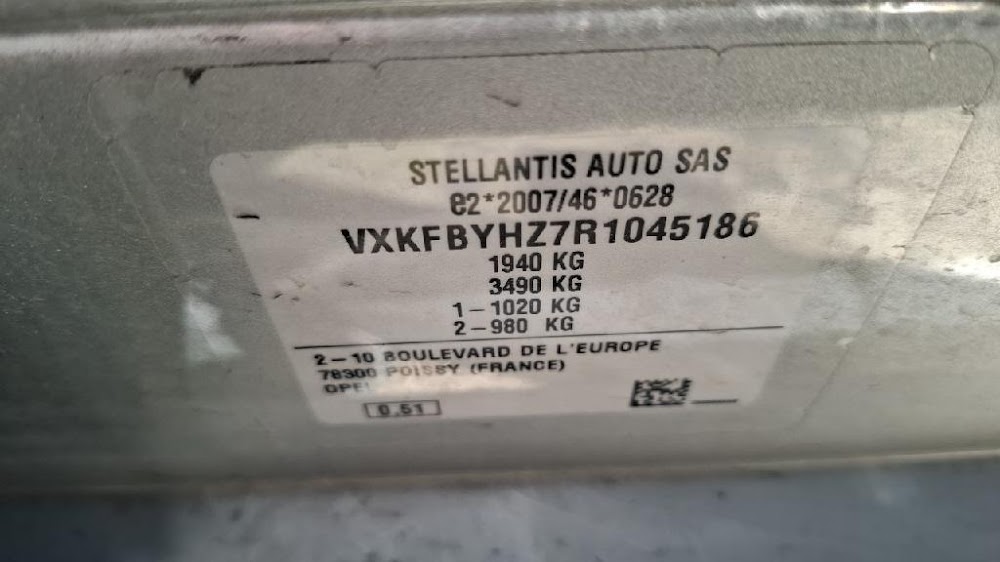 STELLANTIS AUTO SAS
e2*2007/46*0628
VXKFBYHZ7R1045186
1940 KG
3490 KG
1-1020 KG
2-980 KG
2-10 BOULEVARD DE L'EUROPE
78300 POISSY (FRANCE)
OPEL
0.51